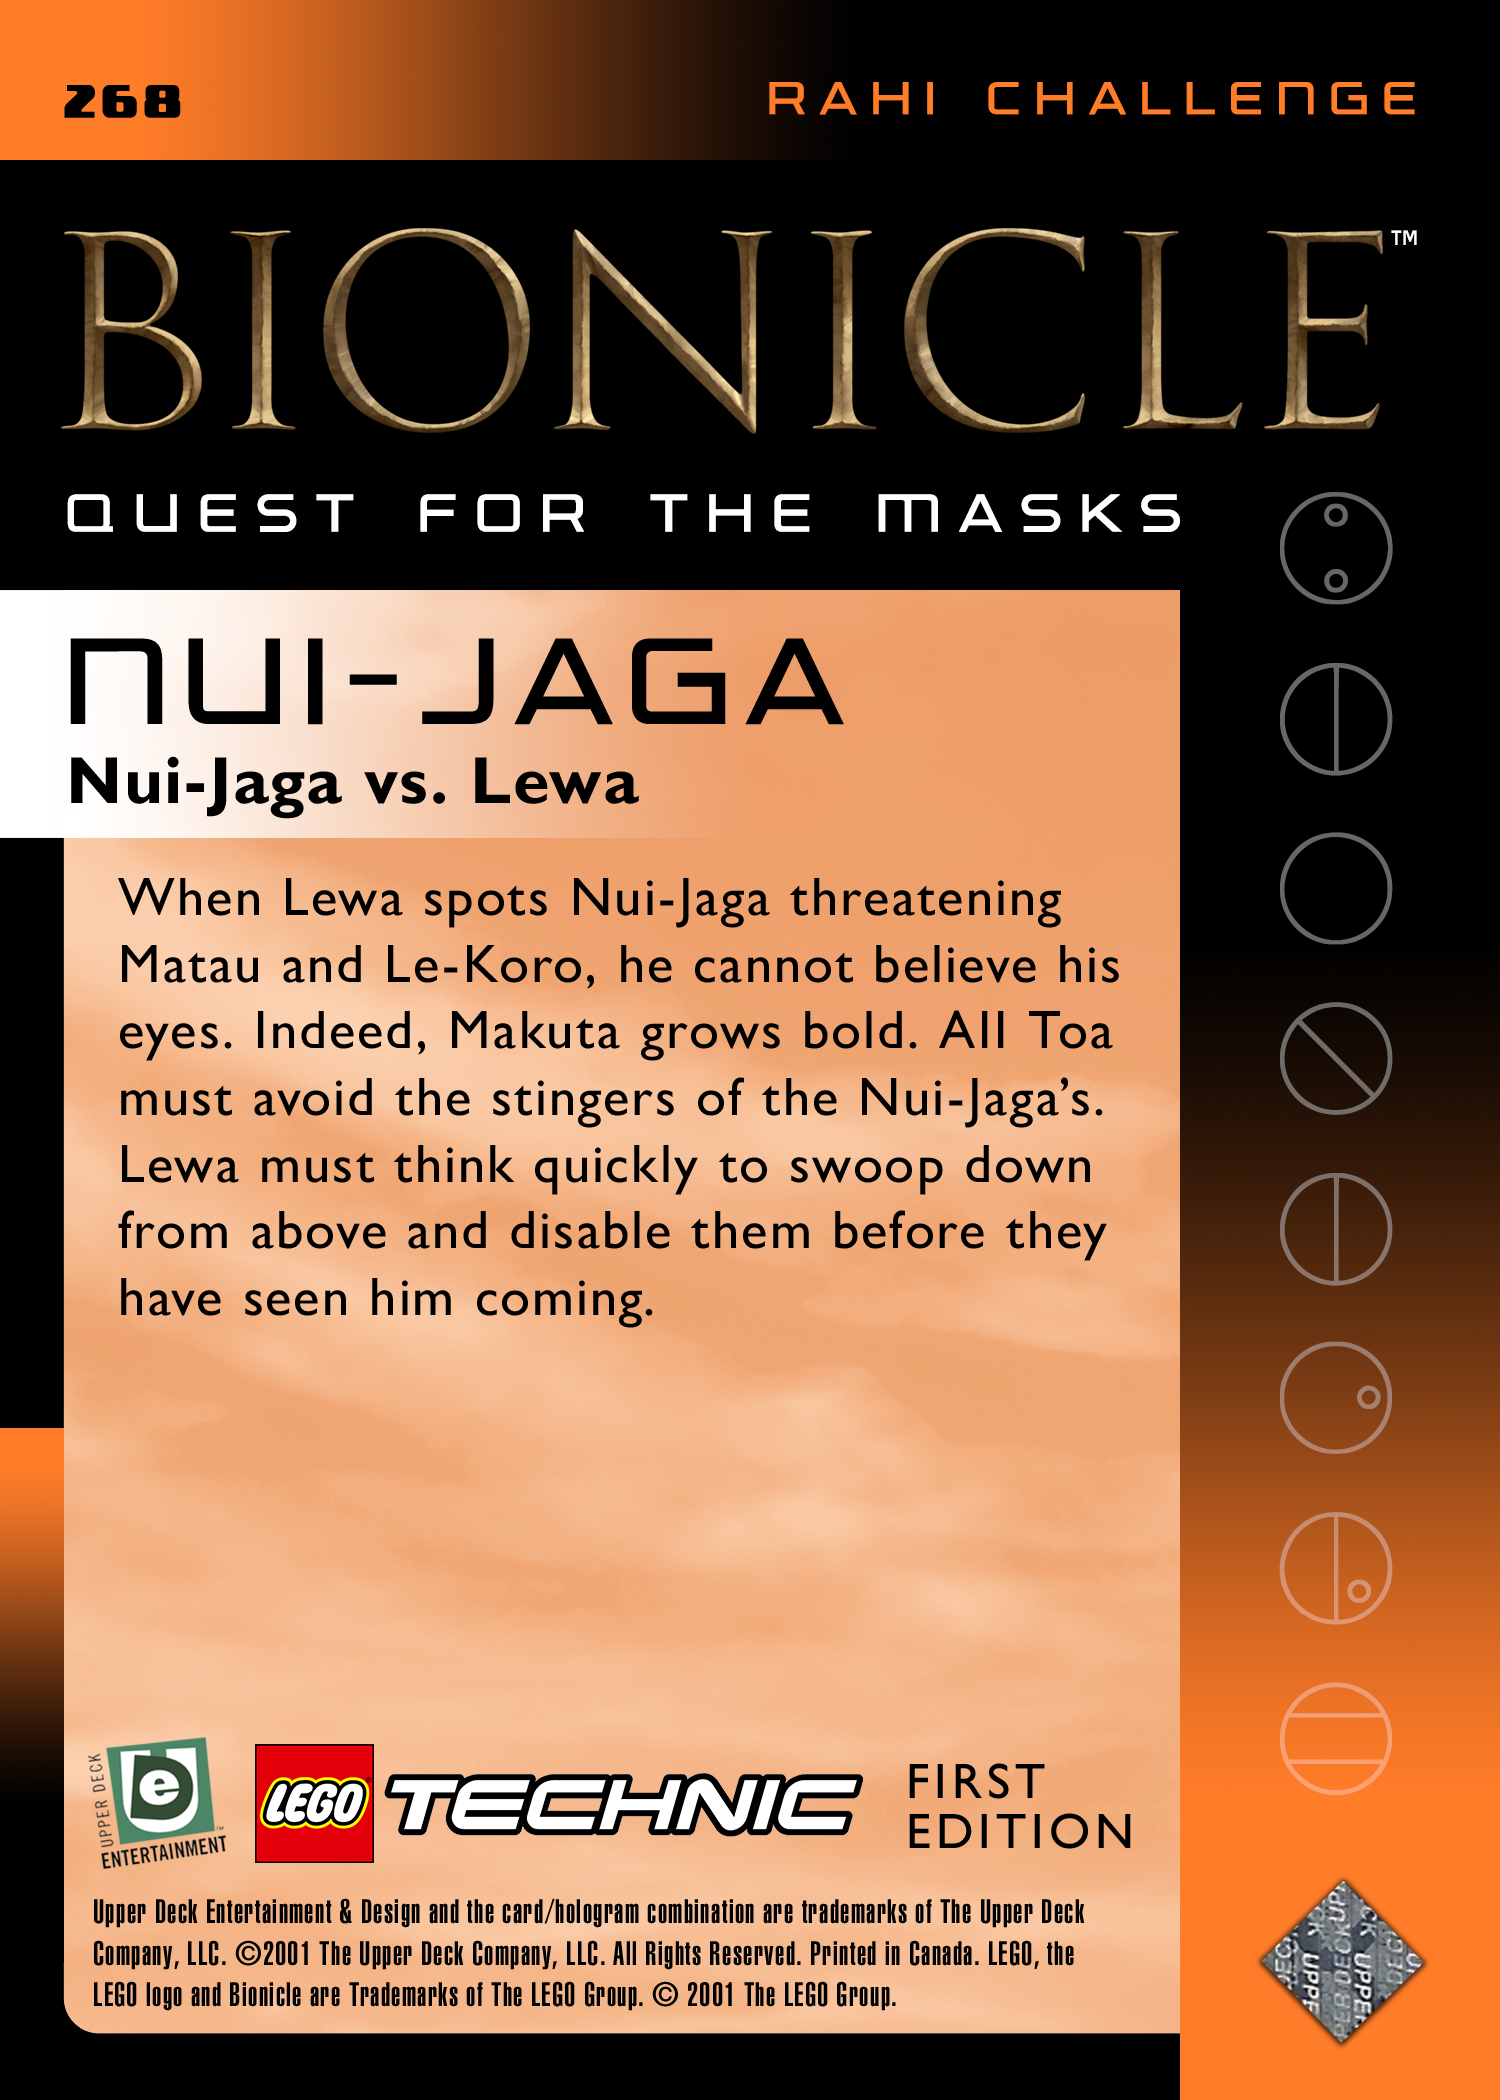 268
RAHI CHALLENGE
BIONICLE™
QUEST FOR THE MASKS
NUI-JAGA
Nui-Jaga vs. Lewa
When Lewa spots Nui-Jaga threatening
Matau and Le-Koro, he cannot believe his
eyes. Indeed, Makuta grows bold. All Toa
must avoid the stingers of the Nui-Jaga’s.
Lewa must think quickly to swoop down
from above and disable them before they
have seen him coming.
UPPER DECK
e
ENTERTAINMENT™
LEGO TECHNIC
FIRST
EDITION
Upper Deck Entertainment & Design and the card/hologram combination are trademarks of The Upper Deck
Company, LLC. ©2001 The Upper Deck Company, LLC. All Rights Reserved. Printed in Canada. LEGO, the
LEGO logo and Bionicle are Trademarks of The LEGO Group. © 2001 The LEGO Group.